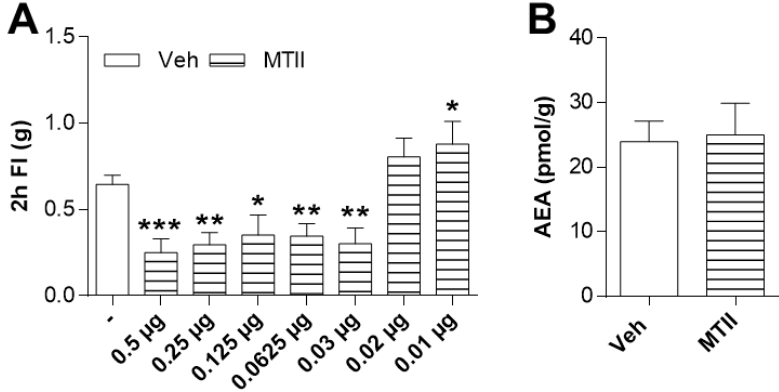 A
2h FI (g)
1.5
1.0
0.5
0.0
Veh
MTII
***
**
*
**
**
*
-
0.5 µg
0.25 µg
0.125 µg
0.0625 µg
0.03 µg
0.02 µg
0.01 µg
B
AEA (pmol/g)
40
30
20
10
0
Veh
MTII